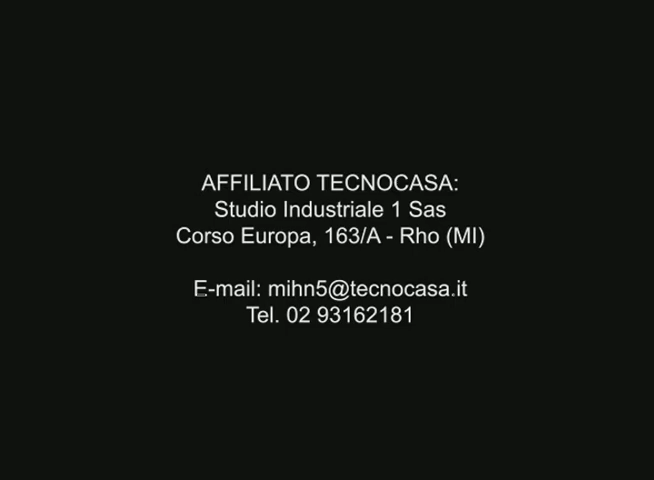 AFFILIATO TECNOCASA:
Studio Industriale 1 Sas
Corso Europa, 163/A - Rho (MI)
E-mail: mihn5@tecnocasa.it
Tel. 02 93162181